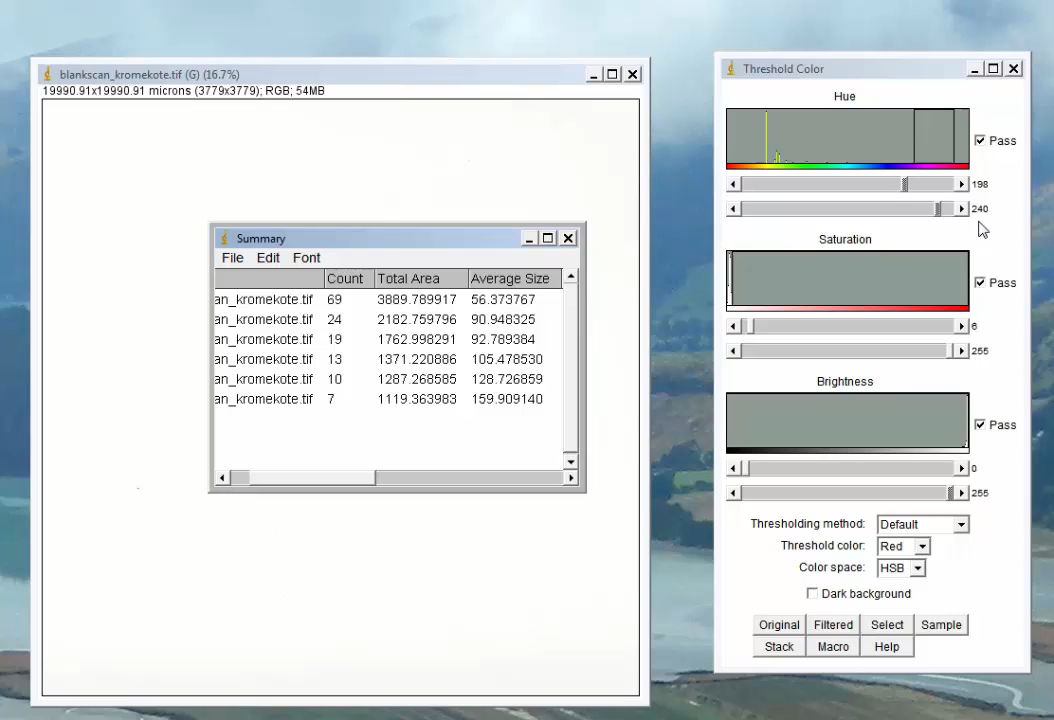 blankscan_kromekote.tif (G) (16.7%)
19990.91x19990.91 microns (3779x3779); RGB; 54MB
Summary
File Edit Font
Count Total Area Average Size
an_kromekote.tif 69 3889.789917 56.373767
an_kromekote.tif 24 2182.759796 90.948325
an_kromekote.tif 19 1762.998291 92.789384
an_kromekote.tif 13 1371.220886 105.478530
an_kromekote.tif 10 1287.268585 128.726859
an_kromekote.tif 7 1119.363983 159.909140
Threshold Color
Hue
Pass
198
240
Saturation
Pass
6
255
Brightness
Pass
0
255
Thresholding method: Default
Threshold color: Red
Color space: HSB
Dark background
Original Filtered Select Sample
Stack Macro Help